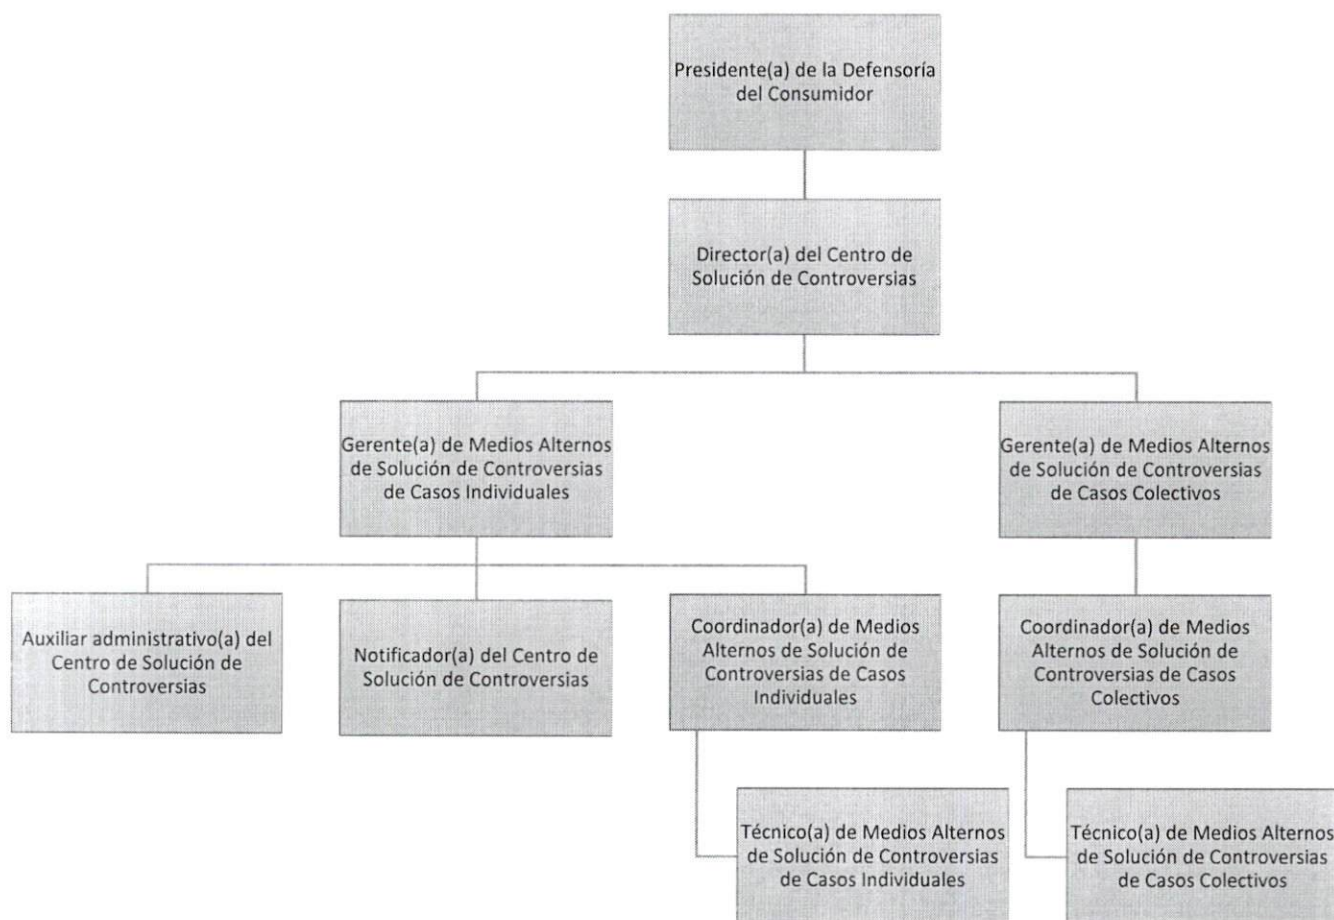 Presidente(a) de la Defensoría
del Consumidor
Director(a) del Centro de
Solución de Controversias
Gerente(a) de Medios Alternos
de Solución de Controversias
de Casos Individuales
Gerente(a) de Medios Alternos
de Solución de Controversias
de Casos Colectivos
Auxiliar administrativo(a) del
Centro de Solución de
Controversias
Notificador(a) del Centro de
Solución de Controversias
Coordinador(a) de Medios
Alternos de Solución de
Controversias de Casos
Individuales
Coordinador(a) de Medios
Alternos de Solución de
Controversias de Casos
Colectivos
Técnico(a) de Medios Alternos
de Solución de Controversias
de Casos Individuales
Técnico(a) de Medios Alternos
de Solución de Controversias
de Casos Colectivos